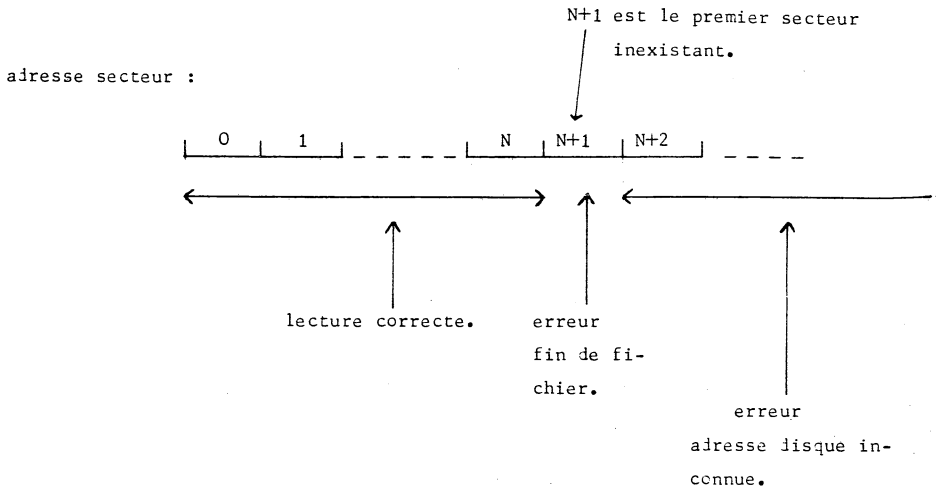 N+1 est le premier secteur
inexistant.
adresse secteur :
0 1 N N+1 N+2
lecture correcte.
erreur
fin de fi-
chier.
erreur
adresse disque in-
connue.